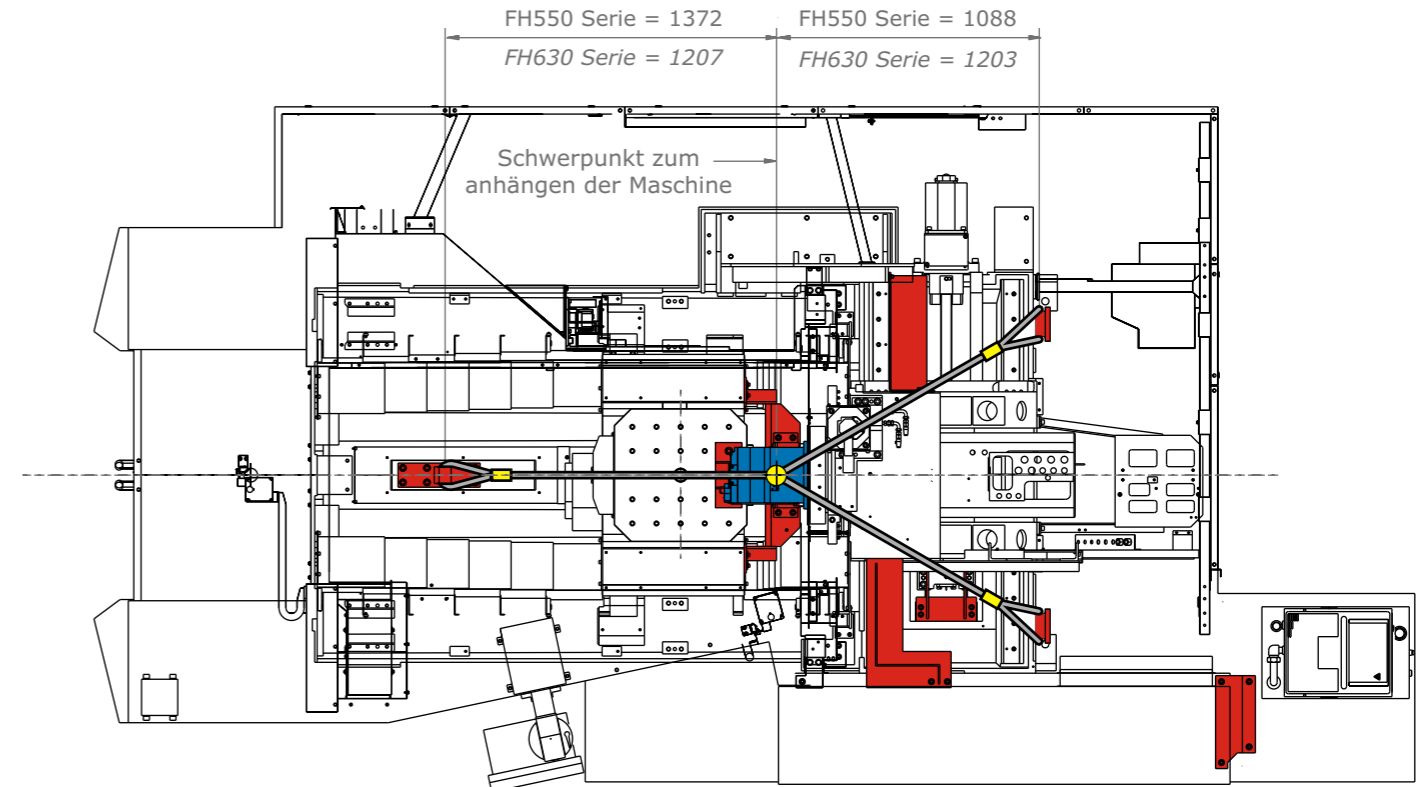 FH550 Serie = 1372
FH630 Serie = 1207
FH550 Serie = 1088
FH630 Serie = 1203
Schwerpunkt zum
anhängen der Maschine